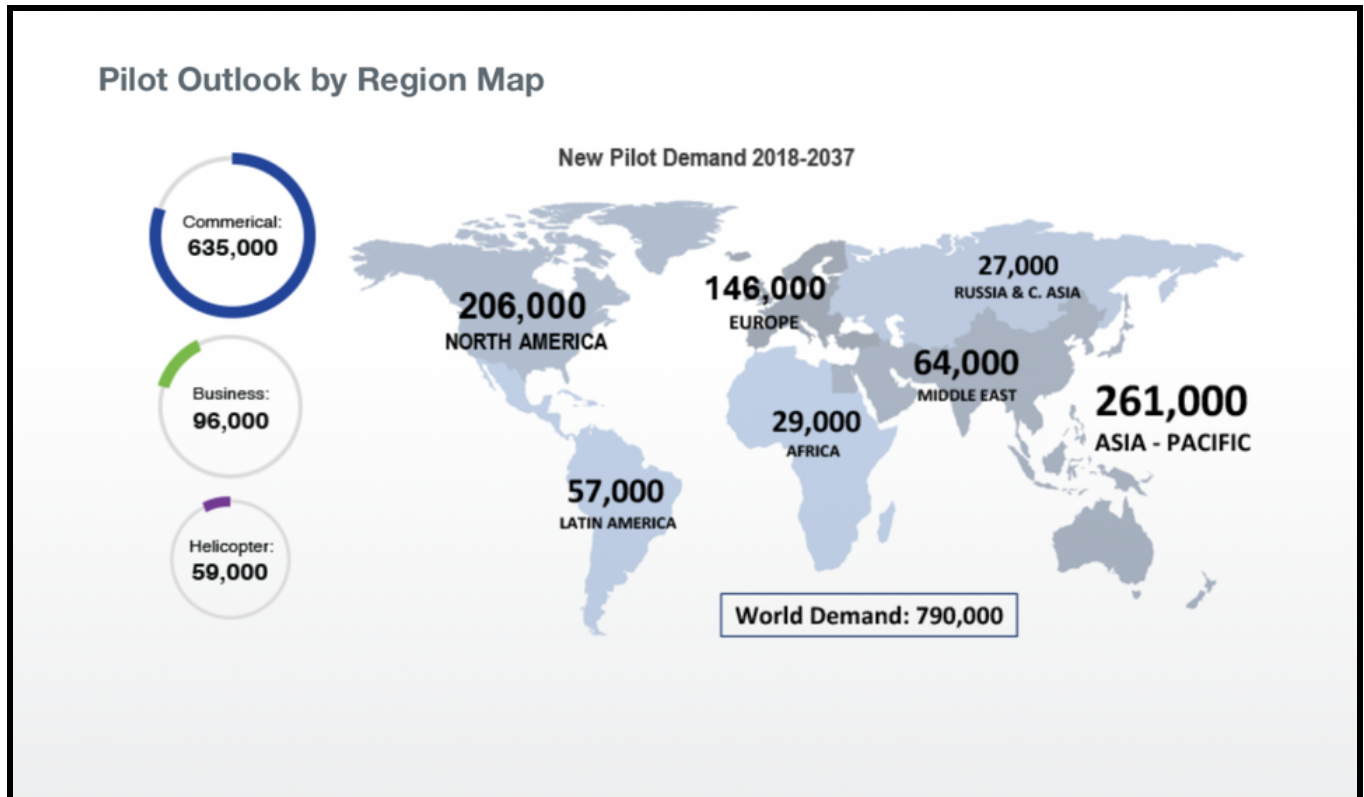 Pilot Outlook by Region Map
New Pilot Demand 2018-2037
Commerical:
635,000
Business:
96,000
Helicopter:
59,000
206,000
NORTH AMERICA
146,000
EUROPE
27,000
RUSSIA & C. ASIA
64,000
MIDDLE EAST
261,000
ASIA - PACIFIC
29,000
AFRICA
57,000
LATIN AMERICA
World Demand: 790,000